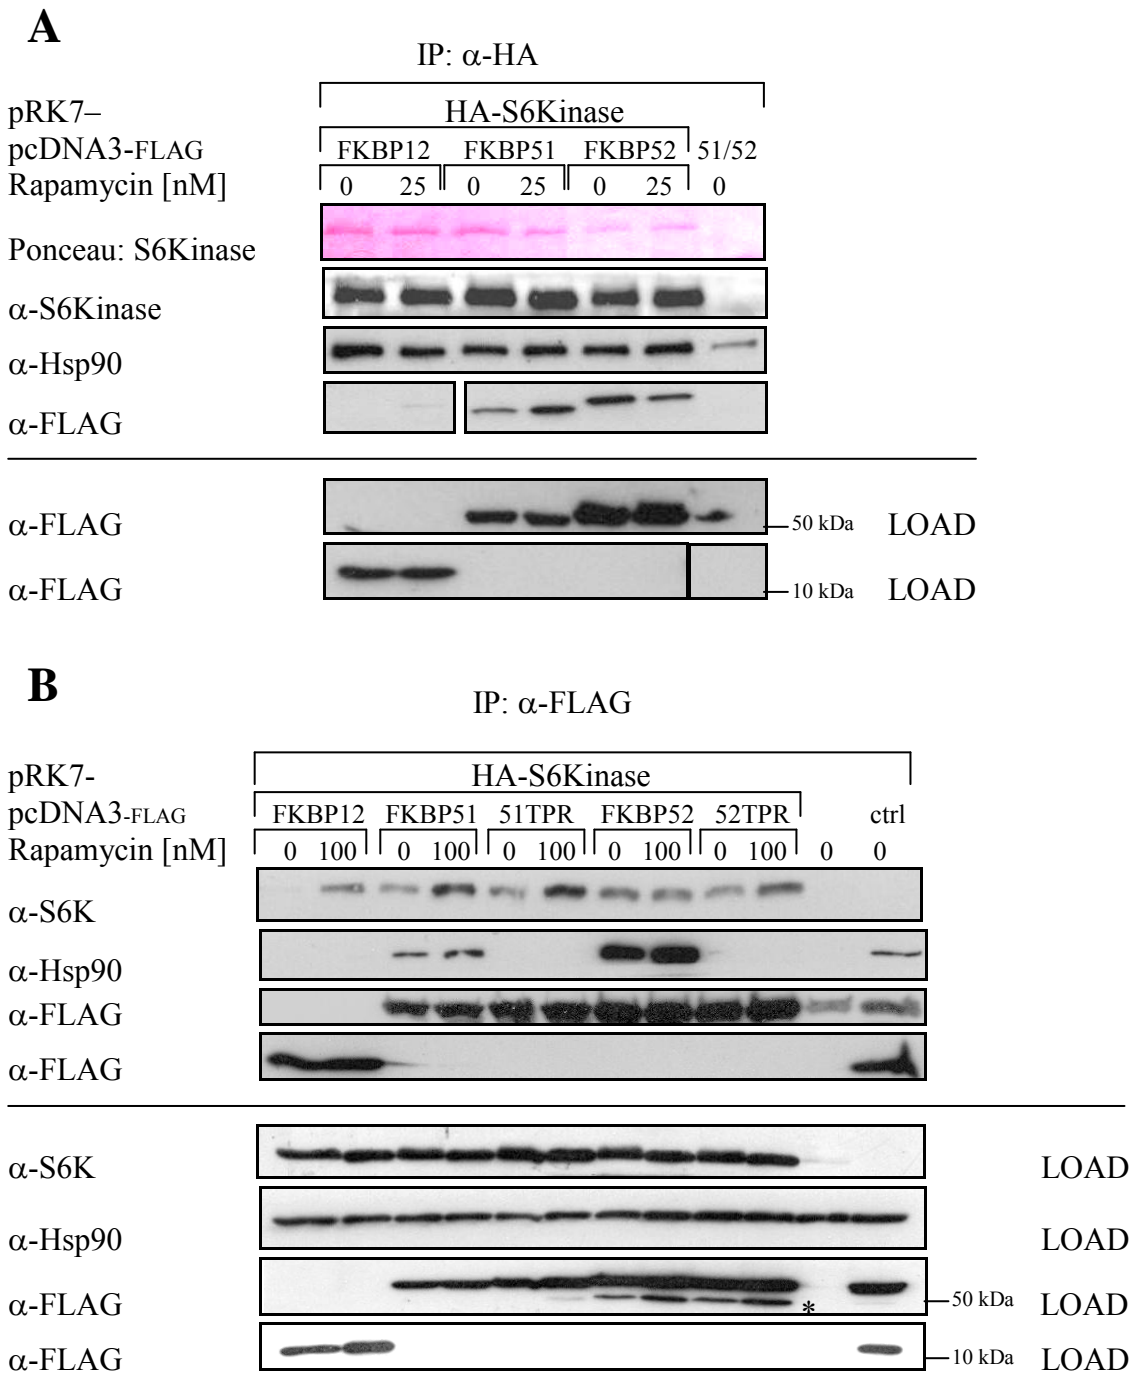 A
IP: α-HA
pRK7– HA-S6Kinase
pcDNA3-FLAG FKBP12 FKBP51 FKBP52 51/52
Rapamycin [nM] 0 25 0 25 0 25 0
Ponceau: S6Kinase
α-S6Kinase
α-Hsp90
α-FLAG
α-FLAG 50 kDa LOAD
α-FLAG 10 kDa LOAD
B
IP: α-FLAG
pRK7- HA-S6Kinase
pcDNA3-FLAG FKBP12 FKBP51 51TPR FKBP52 52TPR ctrl
Rapamycin [nM] 0 100 0 100 0 100 0 100 0 100 0 0
α-S6K
α-Hsp90
α-FLAG
α-FLAG
α-S6K LOAD
α-Hsp90 LOAD
α-FLAG * 50 kDa LOAD
α-FLAG 10 kDa LOAD